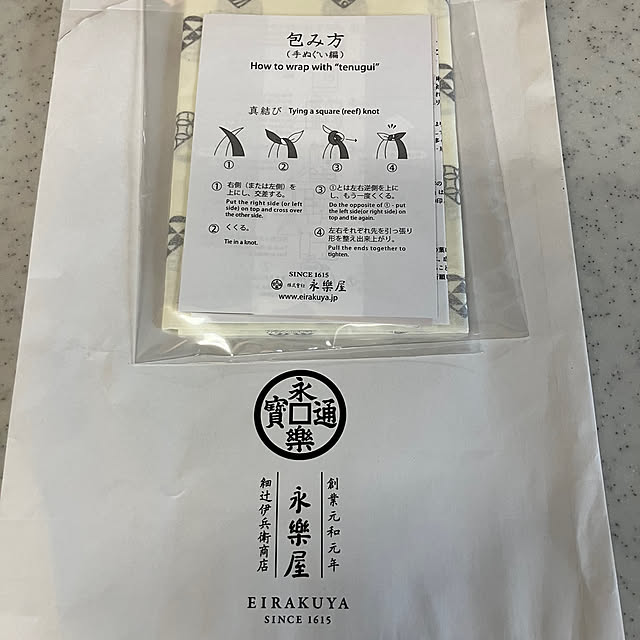 包み方
(手ぬぐい編)
How to wrap with “tenugui”
真結び Tying a square (reef) knot
① ② ③ ④
① 右側(または左側)を
上にし、交差する。
Put the right side (or left
side) on top and cross over
the other side.
② くくる。
Tie in a knot.
③ ①とは左右逆側を上に
し、もう一度くくる。
Do the opposite of ① - put
the left side(or right side) on
top and tie again.
④ 左右それぞれ先を引っ張り
形を整え出来上がり。
Pull the ends together to
tighten.
SINCE 1615
株式會社 永樂屋
www.eirakuya.jp
永樂通寶
創業元和元年
永樂屋
細辻伊兵衛商店
EIRAKUYA
SINCE 1615